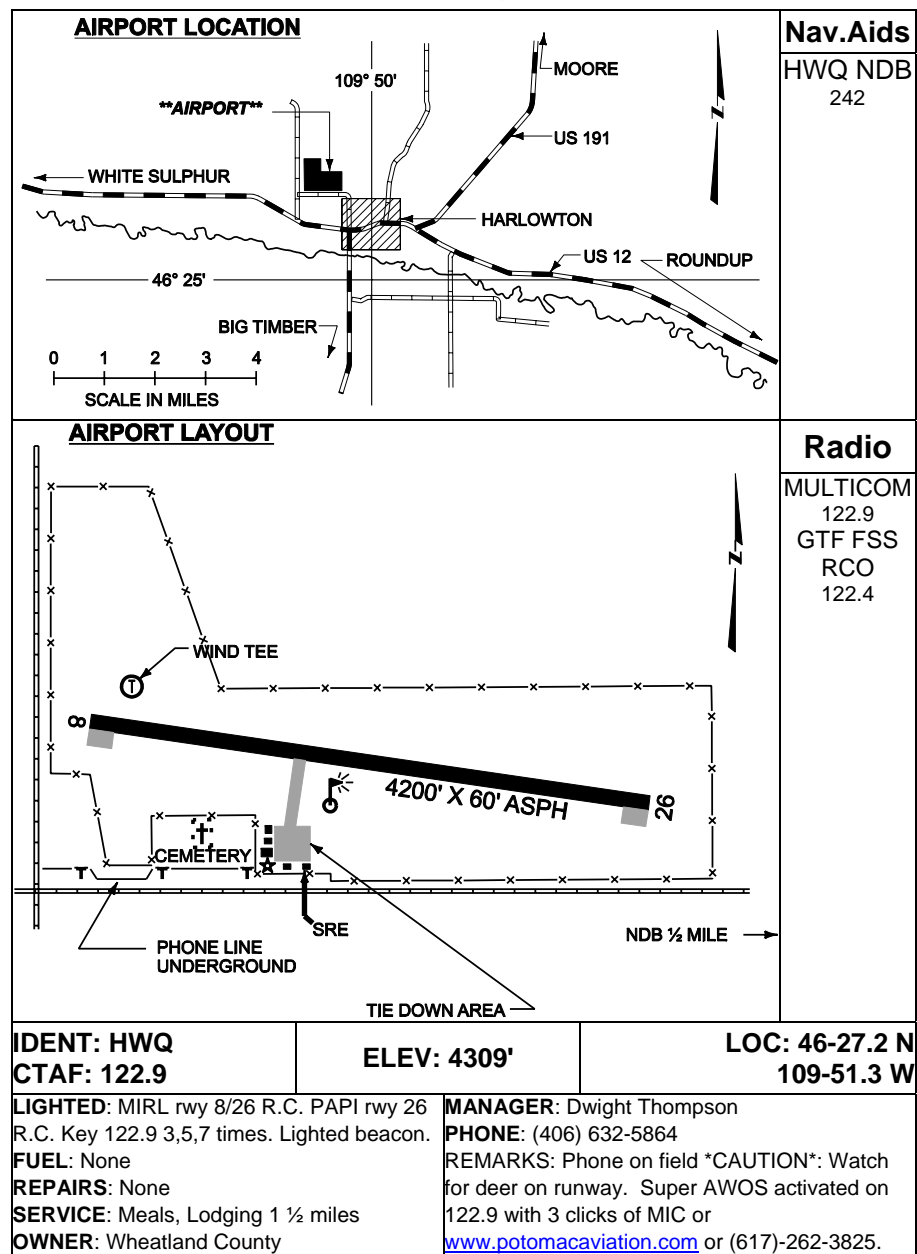 AIRPORT LOCATION
Nav.Aids
HWQ NDB
242
MOORE
109° 50'
**AIRPORT**
N
US 191
WHITE SULPHUR
HARLOWTON
US 12
ROUNDUP
46° 25'
BIG TIMBER
0 1 2 3 4
SCALE IN MILES
AIRPORT LAYOUT
Radio
MULTICOM
122.9
GTF FSS
RCO
122.4
N
WIND TEE
T
8
4200' X 60' ASPH
26
CEMETERY
T T T
SRE
NDB ½ MILE
PHONE LINE
UNDERGROUND
TIE DOWN AREA
IDENT: HWQ
CTAF: 122.9
ELEV: 4309'
LOC: 46-27.2 N
109-51.3 W
LIGHTED: MIRL rwy 8/26 R.C. PAPI rwy 26
R.C. Key 122.9 3,5,7 times. Lighted beacon.
FUEL: None
REPAIRS: None
SERVICE: Meals, Lodging 1 ½ miles
OWNER: Wheatland County
MANAGER: Dwight Thompson
PHONE: (406) 632-5864
REMARKS: Phone on field *CAUTION*: Watch
for deer on runway. Super AWOS activated on
122.9 with 3 clicks of MIC or
www.potomacaviation.com or (617)-262-3825.